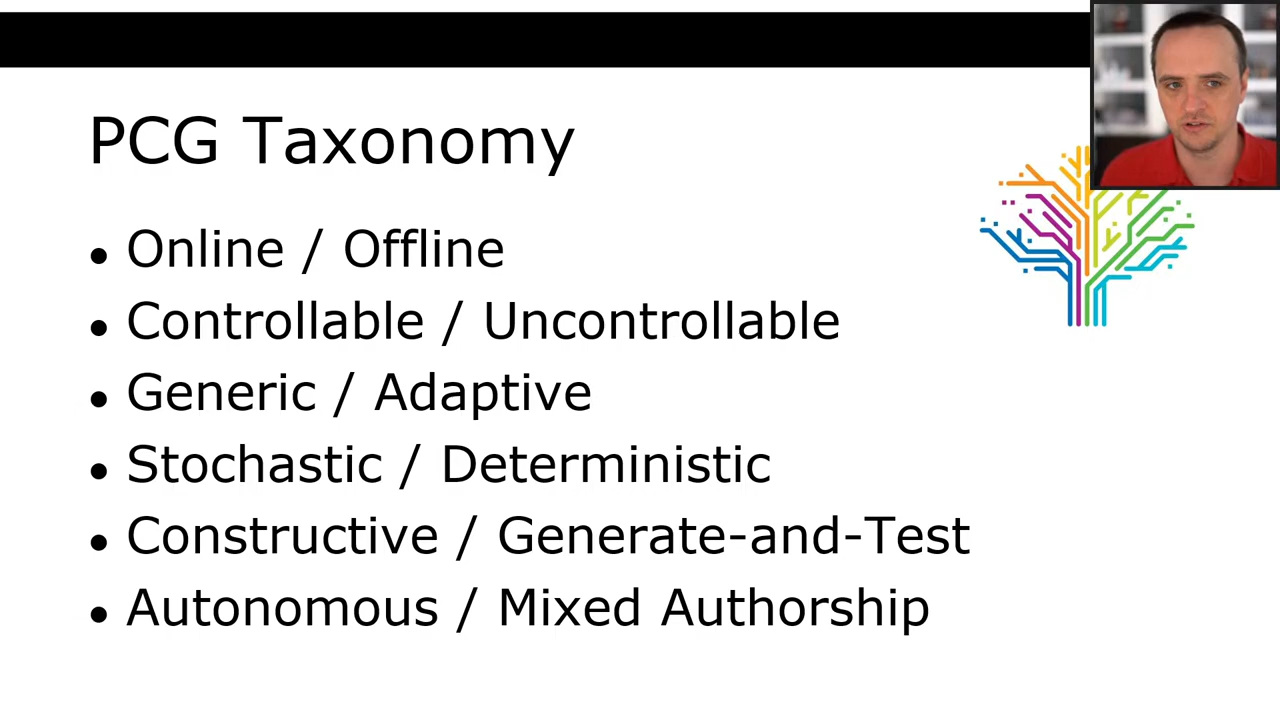 PCG Taxonomy
• Online / Offline
• Controllable / Uncontrollable
• Generic / Adaptive
• Stochastic / Deterministic
• Constructive / Generate-and-Test
• Autonomous / Mixed Authorship